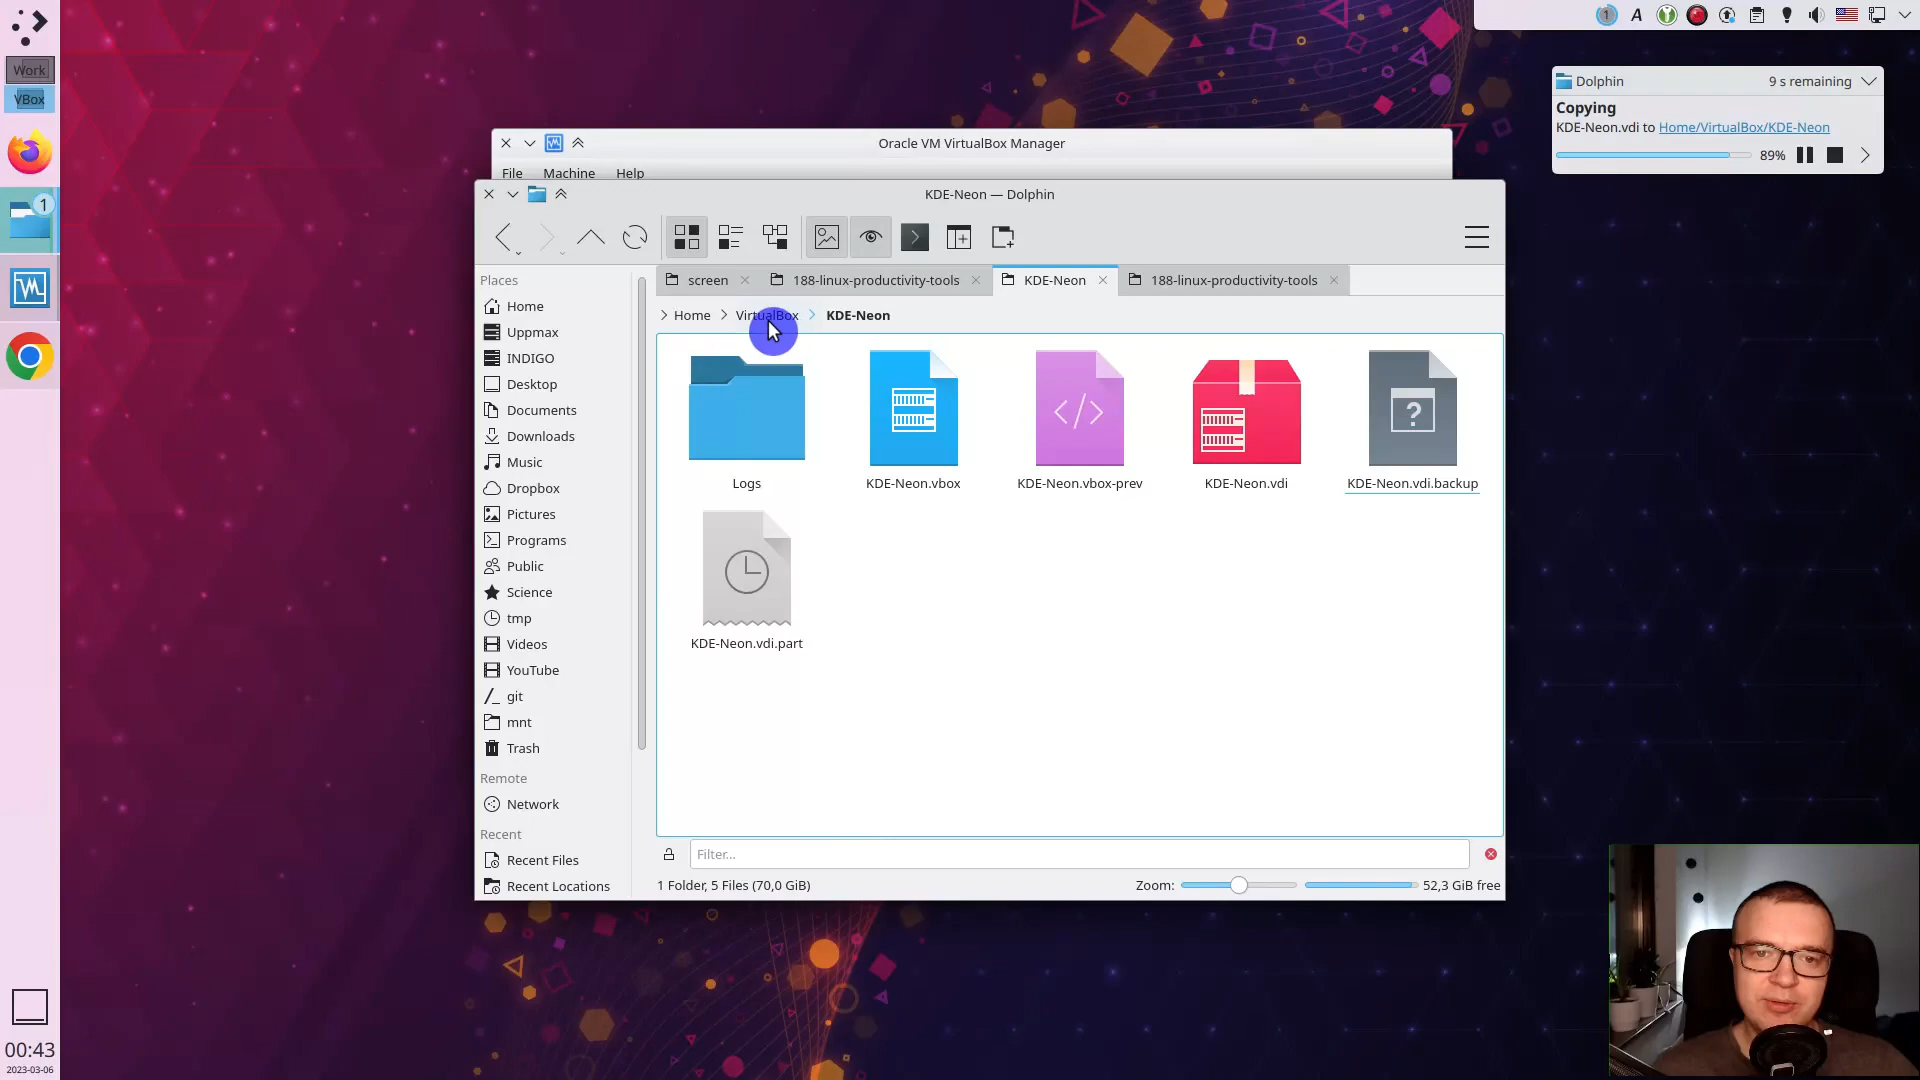 Work
VBox
1
00:43
2023-03-06
1
A
Dolphin
9 s remaining
Copying
KDE-Neon.vdi to Home/VirtualBox/KDE-Neon
89%
Oracle VM VirtualBox Manager
File Machine Help
KDE-Neon — Dolphin
Places
Home
Uppmax
INDIGO
Desktop
Documents
Downloads
Music
Dropbox
Pictures
Programs
Public
Science
tmp
Videos
YouTube
git
mnt
Trash
Remote
Network
Recent
Recent Files
Recent Locations
screen
188-linux-productivity-tools
KDE-Neon
188-linux-productivity-tools
Home
VirtualBox
KDE-Neon
Logs
KDE-Neon.vbox
KDE-Neon.vbox-prev
KDE-Neon.vdi
KDE-Neon.vdi.backup
KDE-Neon.vdi.part
Filter...
1 Folder, 5 Files (70,0 GiB)
Zoom:
52,3 GiB free